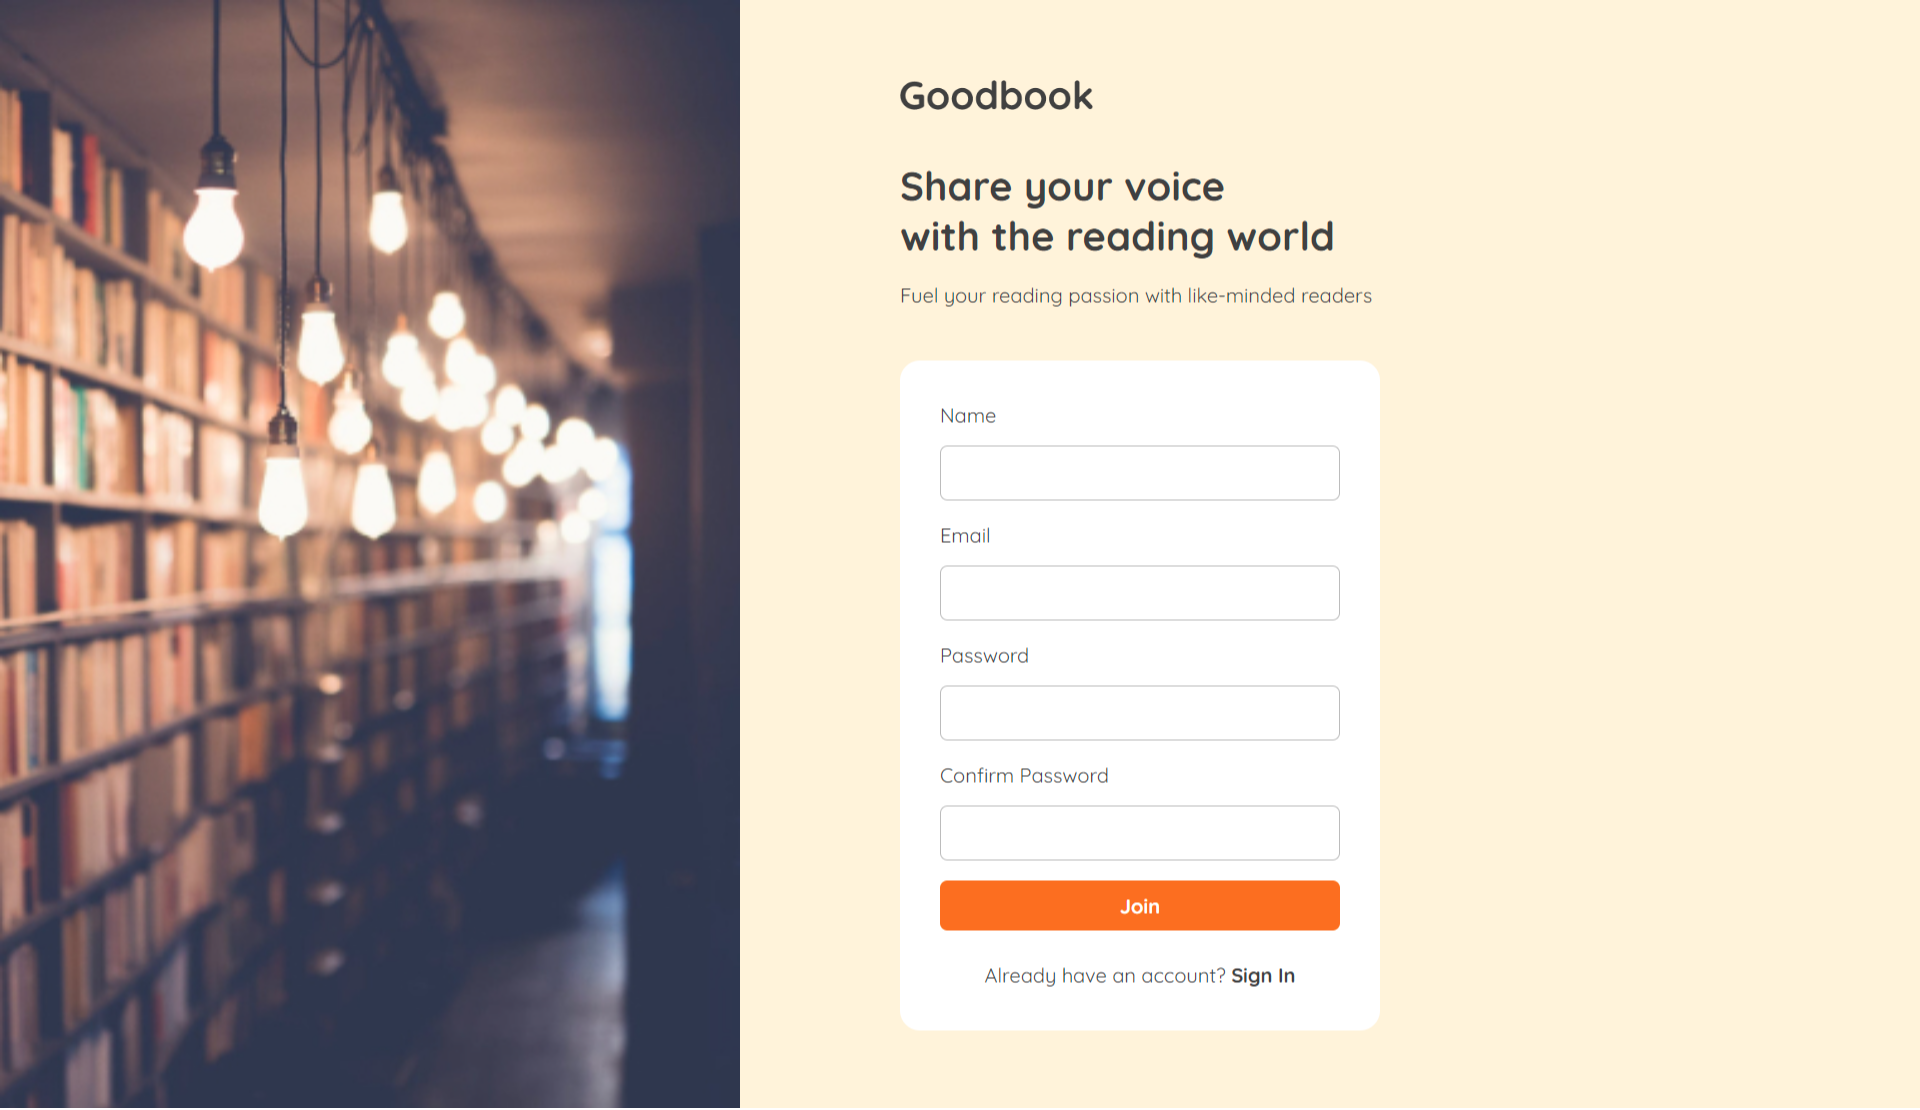 Goodbook
Share your voice
with the reading world
Fuel your reading passion with like-minded readers
Name
Email
Password
Confirm Password
Join
Already have an account? Sign In